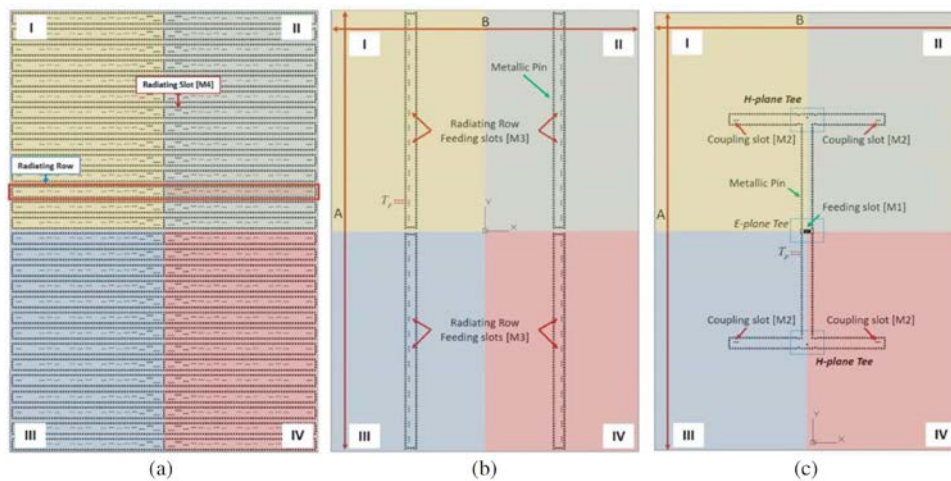 I
II
Radiating Slot [M4]
Radiating Row
III
IV
(a)
B
I
II
Metallic Pin
Radiating Row
Feeding slots [M3]
Tp
A
Y
X
Radiating Row
Feeding slots [M3]
III
IV
(b)
B
I
II
H-plane Tee
Coupling slot [M2]
Coupling slot [M2]
Metallic Pin
Feeding slot [M1]
A
E-plane Tee
Tp
Coupling slot [M2]
Coupling slot [M2]
H-plane Tee
III
IV
Y
X
(c)